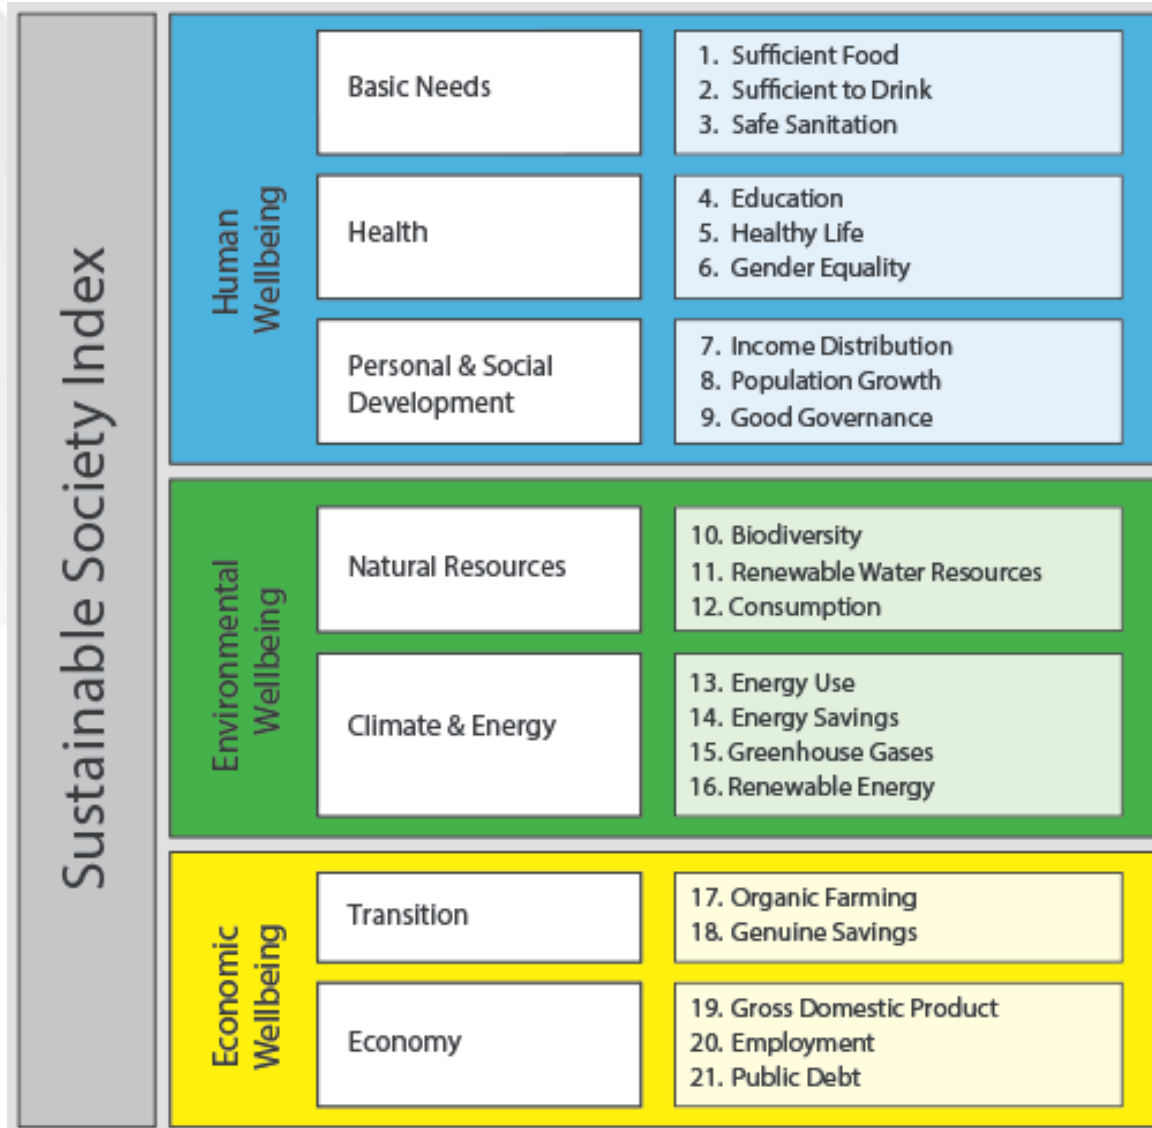 Sustainable Society Index
Human
Wellbeing
Basic Needs
1. Sufficient Food
2. Sufficient to Drink
3. Safe Sanitation
Health
4. Education
5. Healthy Life
6. Gender Equality
Personal & Social
Development
7. Income Distribution
8. Population Growth
9. Good Governance
Environmental
Wellbeing
Natural Resources
10. Biodiversity
11. Renewable Water Resources
12. Consumption
Climate & Energy
13. Energy Use
14. Energy Savings
15. Greenhouse Gases
16. Renewable Energy
Economic
Wellbeing
Transition
17. Organic Farming
18. Genuine Savings
Economy
19. Gross Domestic Product
20. Employment
21. Public Debt